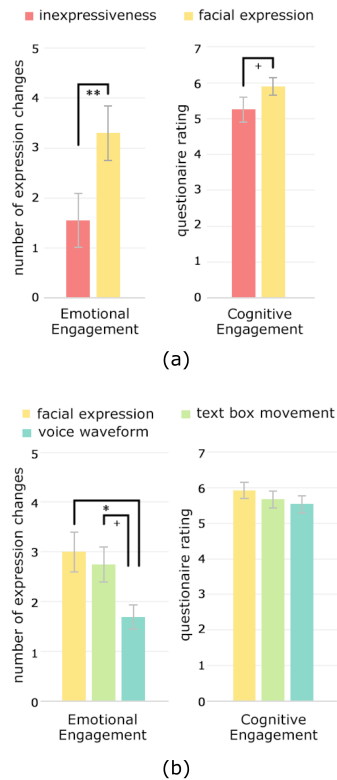 inexpressiveness
facial expression
number of expression changes
5
4
3
2
1
0
**
Emotional
Engagement
questionaire rating
7
6
5
4
3
2
1
0
+
Cognitive
Engagement
(a)
facial expression
text box movement
voice waveform
number of expression changes
5
4
3
2
1
0
*
+
Emotional
Engagement
questionaire rating
7
6
5
4
3
2
1
0
Cognitive
Engagement
(b)